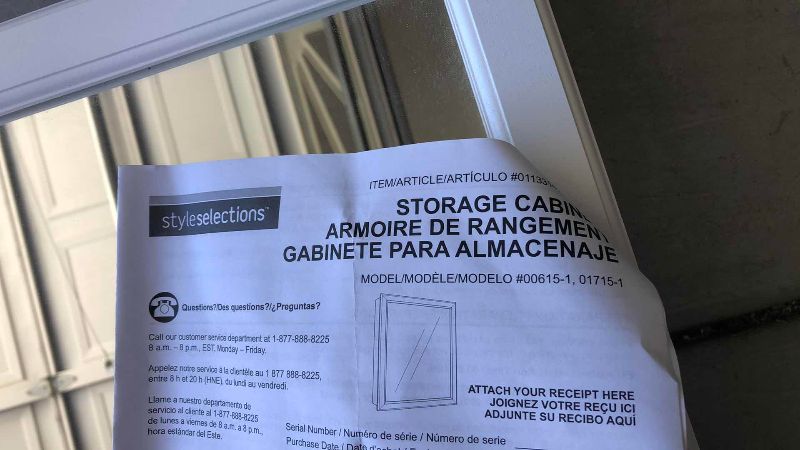 styleselections™
ITEM/ARTICLE/ARTÍCULO
STORAGE
ARMOIRE DE RANGEMENT
GABINETE PARA ALMACENAJE
MODEL/MODÈLE/MODELO #00615-1, 01715-1
Questions?/Des questions?/¿Preguntas?
Call our customer service department at 1-877-888-8225
8 a.m. – 8 p.m., EST, Monday – Friday.
Appelez notre service à la clientèle au 1 877 888-8225,
entre 8 h et 20 h (HNE), du lundi au vendredi.
Llame a nuestro departamento de
servicio al cliente al 1-877-888-8225
de lunes a viernes de 8 a.m. a 8 p.m.,
hora estándar del Este.
ATTACH YOUR RECEIPT HERE
JOIGNEZ VOTRE REÇU ICI
ADJUNTE SU RECIBO AQUÍ
Serial Number / Numéro de série / Número de serie
Purchase Date /